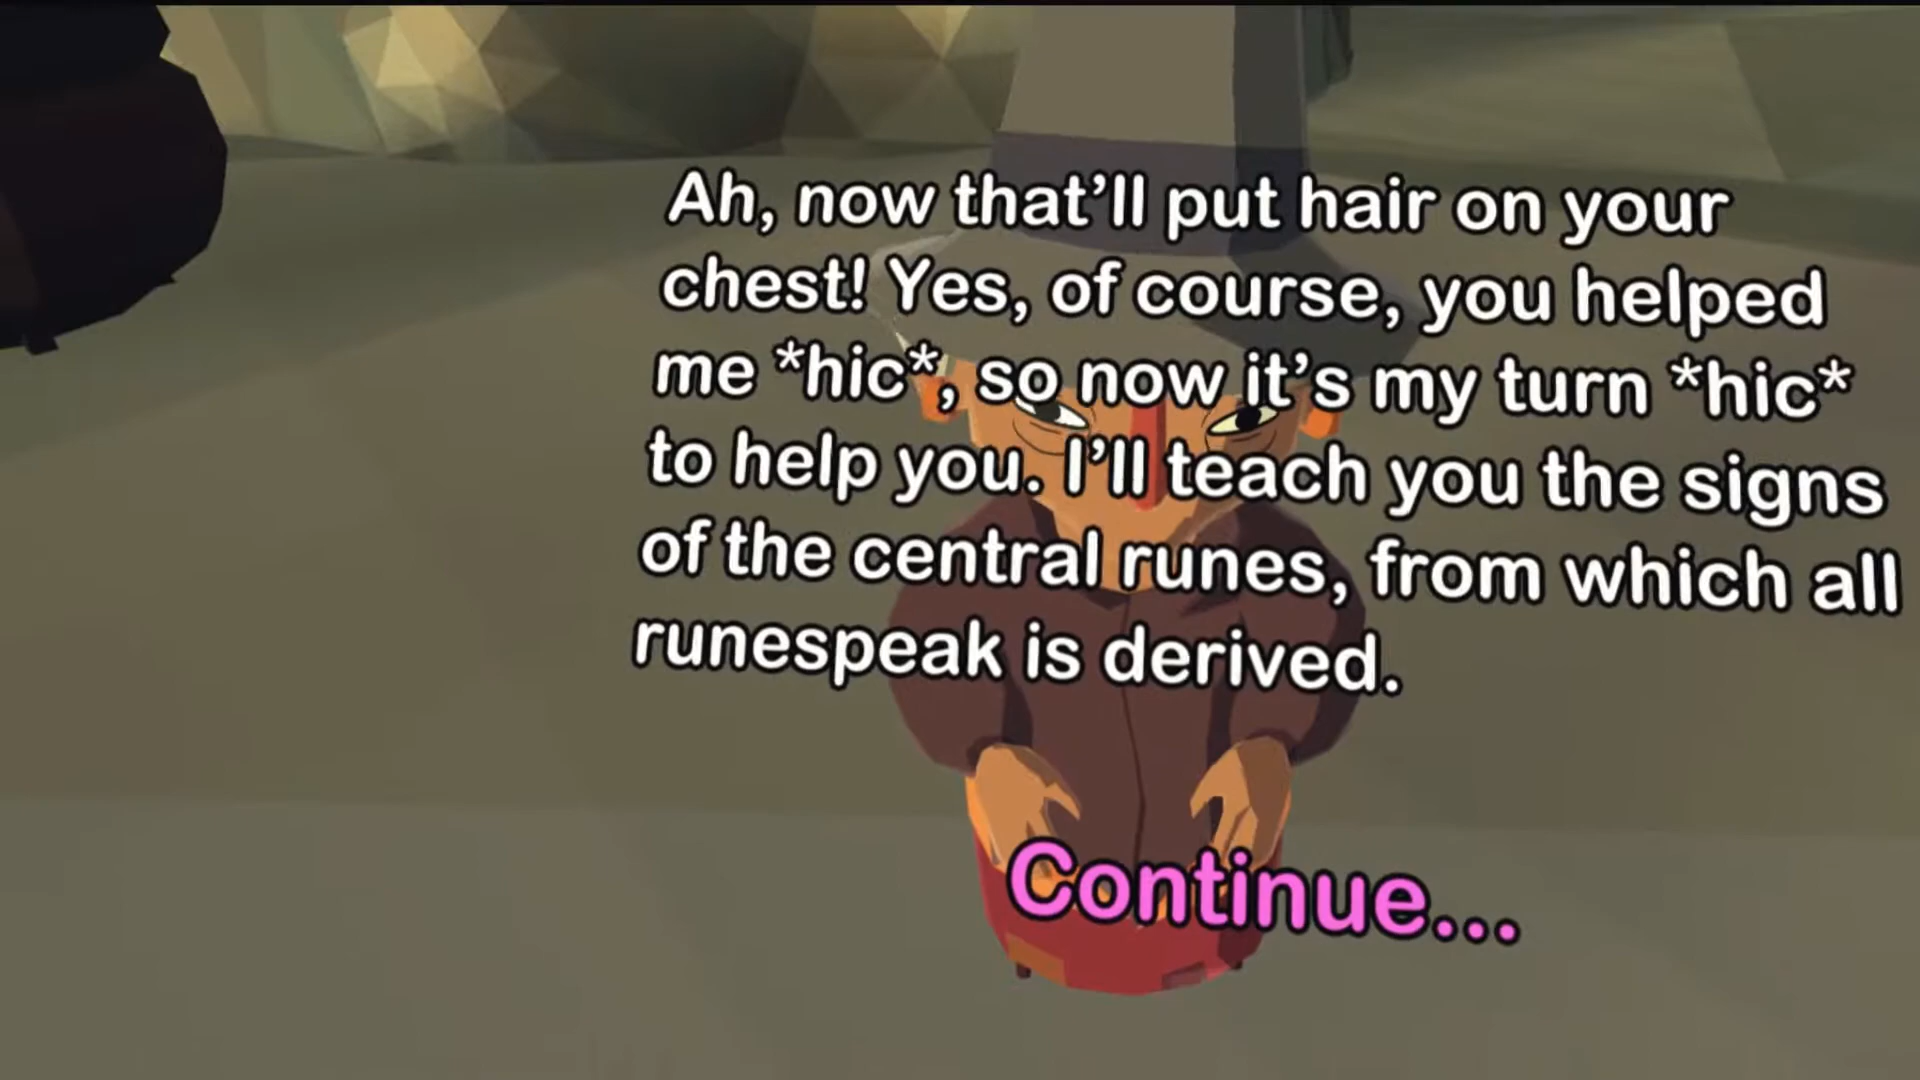 Ah, now that’ll put hair on your
chest! Yes, of course, you helped
me *hic*, so now it’s my turn *hic*
to help you. I’ll teach you the signs
of the central runes, from which all
runespeak is derived.
Continue...